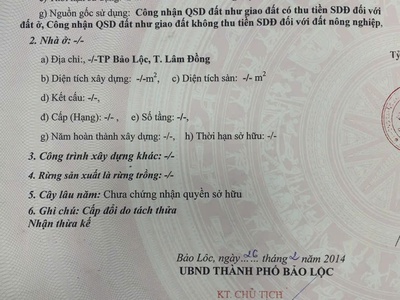 g) Nguồn gốc sử dụng: Công nhận QSD đất như giao đất có thu tiền SDĐ đối với
đất ở, Công nhận QSD đất như giao đất không thu tiền SDĐ đối với đất nông nghiệp.
2. Nhà ở: -/-
a) Địa chỉ:, -/-TP Bảo Lộc, T. Lâm Đồng
b) Diện tích xây dựng: -/-m², c) Diện tích sàn: -/- m²
d) Kết cấu:, -/-,
đ) Cấp (Hạng): -/- , e) Số tầng: -/-,
g) Năm hoàn thành xây dựng: -/-, h) Thời hạn sở hữu: -/-
3. Công trình xây dựng khác: -/-
4. Rừng sản xuất là rừng trồng: -/-
5. Cây lâu năm: Chưa chứng nhận quyền sở hữu
6. Ghi chú: Cấp đổi do tách thửa
Nhận thừa kế
Bảo Lộc, ngày 26 tháng 2 năm 2014
UBND THÀNH PHỐ BẢO LỘC
KT. CHỦ TỊCH